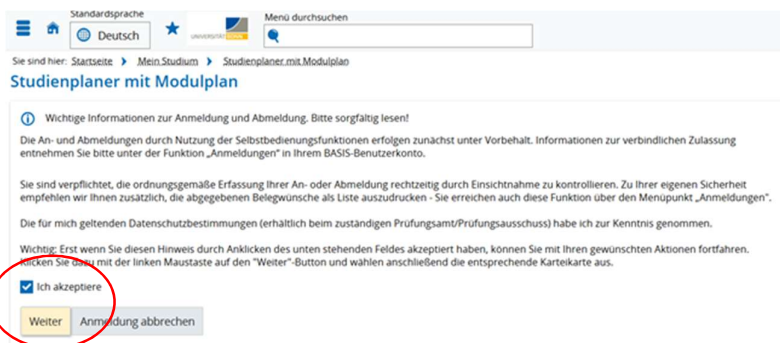 Standardsprache
Menü durchsuchen
Deutsch
UNIVERSITÄT BONN
Sie sind hier: Startseite Mein Studium Studienplaner mit Modulplan
Studienplaner mit Modulplan
Wichtige Informationen zur Anmeldung und Abmeldung. Bitte sorgfältig lesen!
Die An- und Abmeldungen durch Nutzung der Selbstbedienungsfunktionen erfolgen zunächst unter Vorbehalt. Informationen zur verbindlichen Zulassung
entnehmen Sie bitte unter der Funktion „Anmeldungen" in Ihrem BASIS-Benutzerkonto.
Sie sind verpflichtet, die ordnungsgemäße Erfassung Ihrer An- oder Abmeldung rechtzeitig durch Einsichtnahme zu kontrollieren. Zu Ihrer eigenen Sicherheit
empfehlen wir Ihnen zusätzlich, die abgegebenen Belegwünsche als Liste auszudrucken - Sie erreichen auch diese Funktion über den Menüpunkt „Anmeldungen".
Die für mich geltenden Datenschutzbestimmungen (erhältlich beim zuständigen Prüfungsamt/Prüfungsausschuss) habe ich zur Kenntnis genommen.
Wichtig: Erst wenn Sie diesen Hinweis durch Anklicken des unten stehenden Feldes akzeptiert haben, können Sie mit Ihren gewünschten Aktionen fortfahren.
Klicken Sie dazu mit der linken Maustaste auf den "Weiter"-Button und wählen anschließend die entsprechende Karteikarte aus.
Ich akzeptiere
Weiter Anmeldung abbrechen